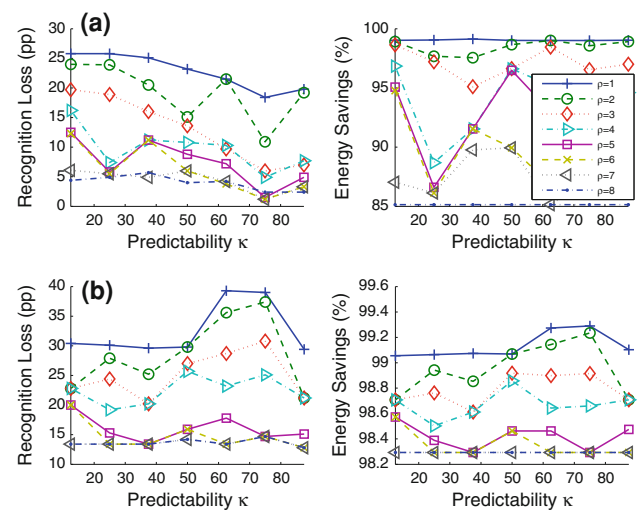 (a)
30
25
20
15
10
5
0
Recognition Loss (pp)
20 30 40 50 60 70 80
Predictability κ
100
95
90
85
Energy Savings (%)
20 30 40 50 60 70 80
Predictability κ
ρ=1
ρ=2
ρ=3
ρ=4
ρ=5
ρ=6
ρ=7
ρ=8
(b)
40
35
30
25
20
15
10
Recognition Loss (pp)
20 30 40 50 60 70 80
Predictability κ
99.6
99.4
99.2
99
98.8
98.6
98.4
98.2
Energy Savings (%)
20 30 40 50 60 70 80
Predictability κ